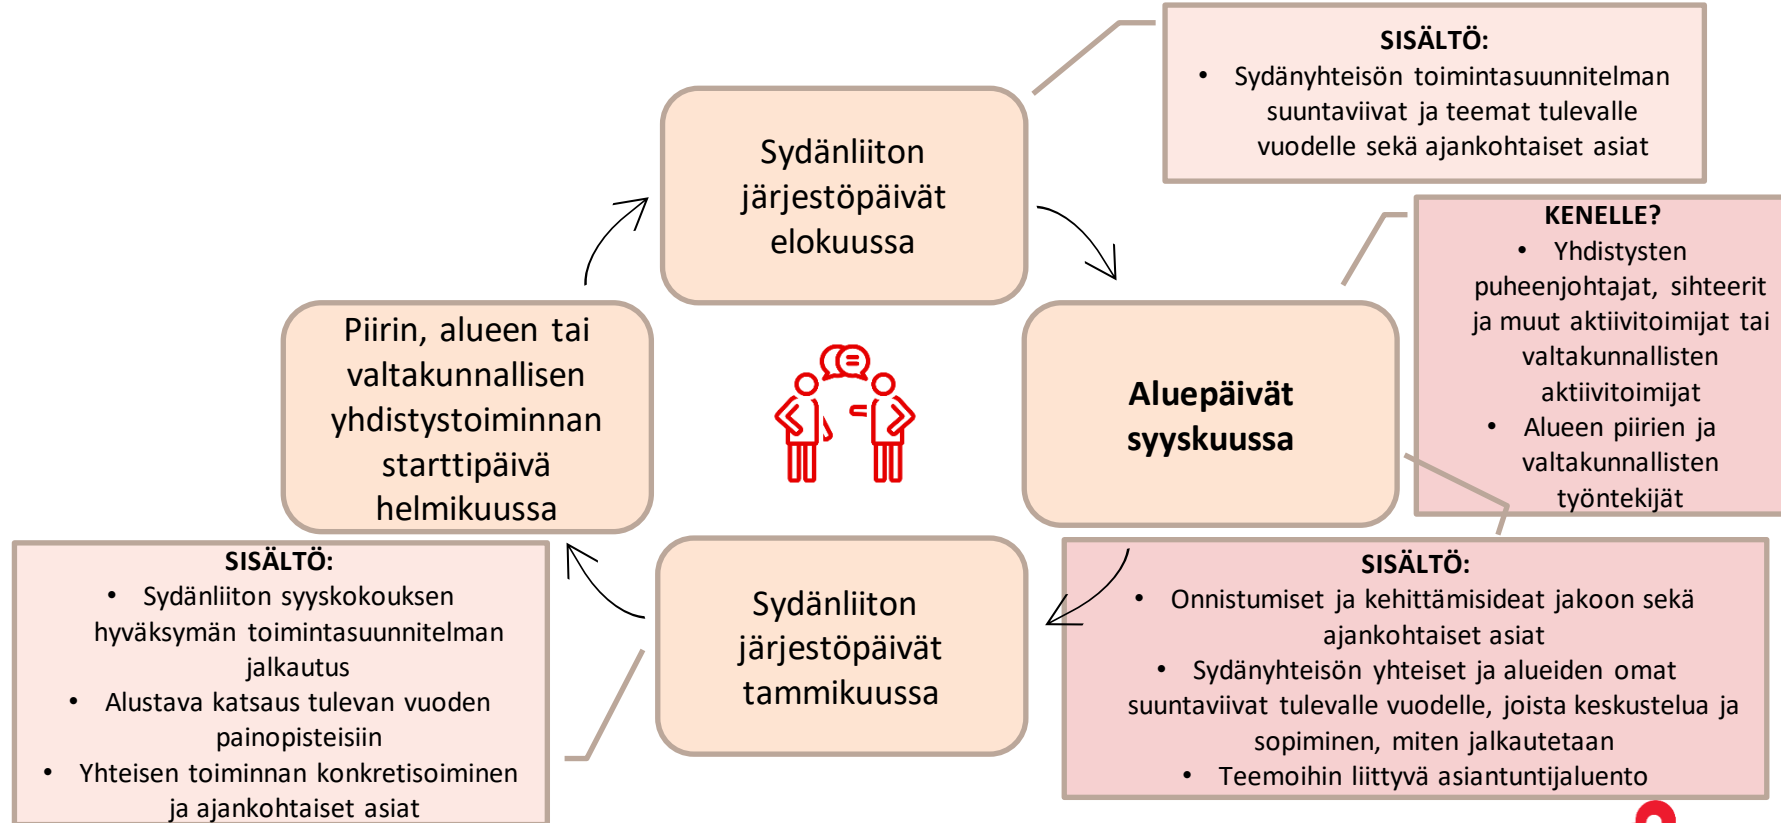 SISÄLTÖ:
• Sydänyhteisön toimintasuunnitelman
suuntaviivat ja teemat tulevalle
vuodelle sekä ajankohtaiset asiat
Sydänliiton
järjestöpäivät
elokuussa
KENELLE?
• Yhdistysten
puheenjohtajat, sihteerit
ja muut aktiivitoimijat tai
valtakunnallisten
aktiivitoimijat
• Alueen piirien ja
valtakunnallisten
työntekijät
Piirin, alueen tai
valtakunnallisen
yhdistystoiminnan
starttipäivä
helmikuussa
Aluepäivät
syyskuussa
SISÄLTÖ:
• Sydänliiton syyskokouksen
hyväksymän toimintasuunnitelman
jalkautus
• Alustava katsaus tulevan vuoden
painopisteisiin
• Yhteisen toiminnan konkretisoiminen
ja ajankohtaiset asiat
Sydänliiton
järjestöpäivät
tammikuussa
SISÄLTÖ:
• Onnistumiset ja kehittämisideat jakoon sekä
ajankohtaiset asiat
• Sydänyhteisön yhteiset ja alueiden omat
suuntaviivat tulevalle vuodelle, joista keskustelua ja
sopiminen, miten jalkautetaan
• Teemoihin liittyvä asiantuntijaluento